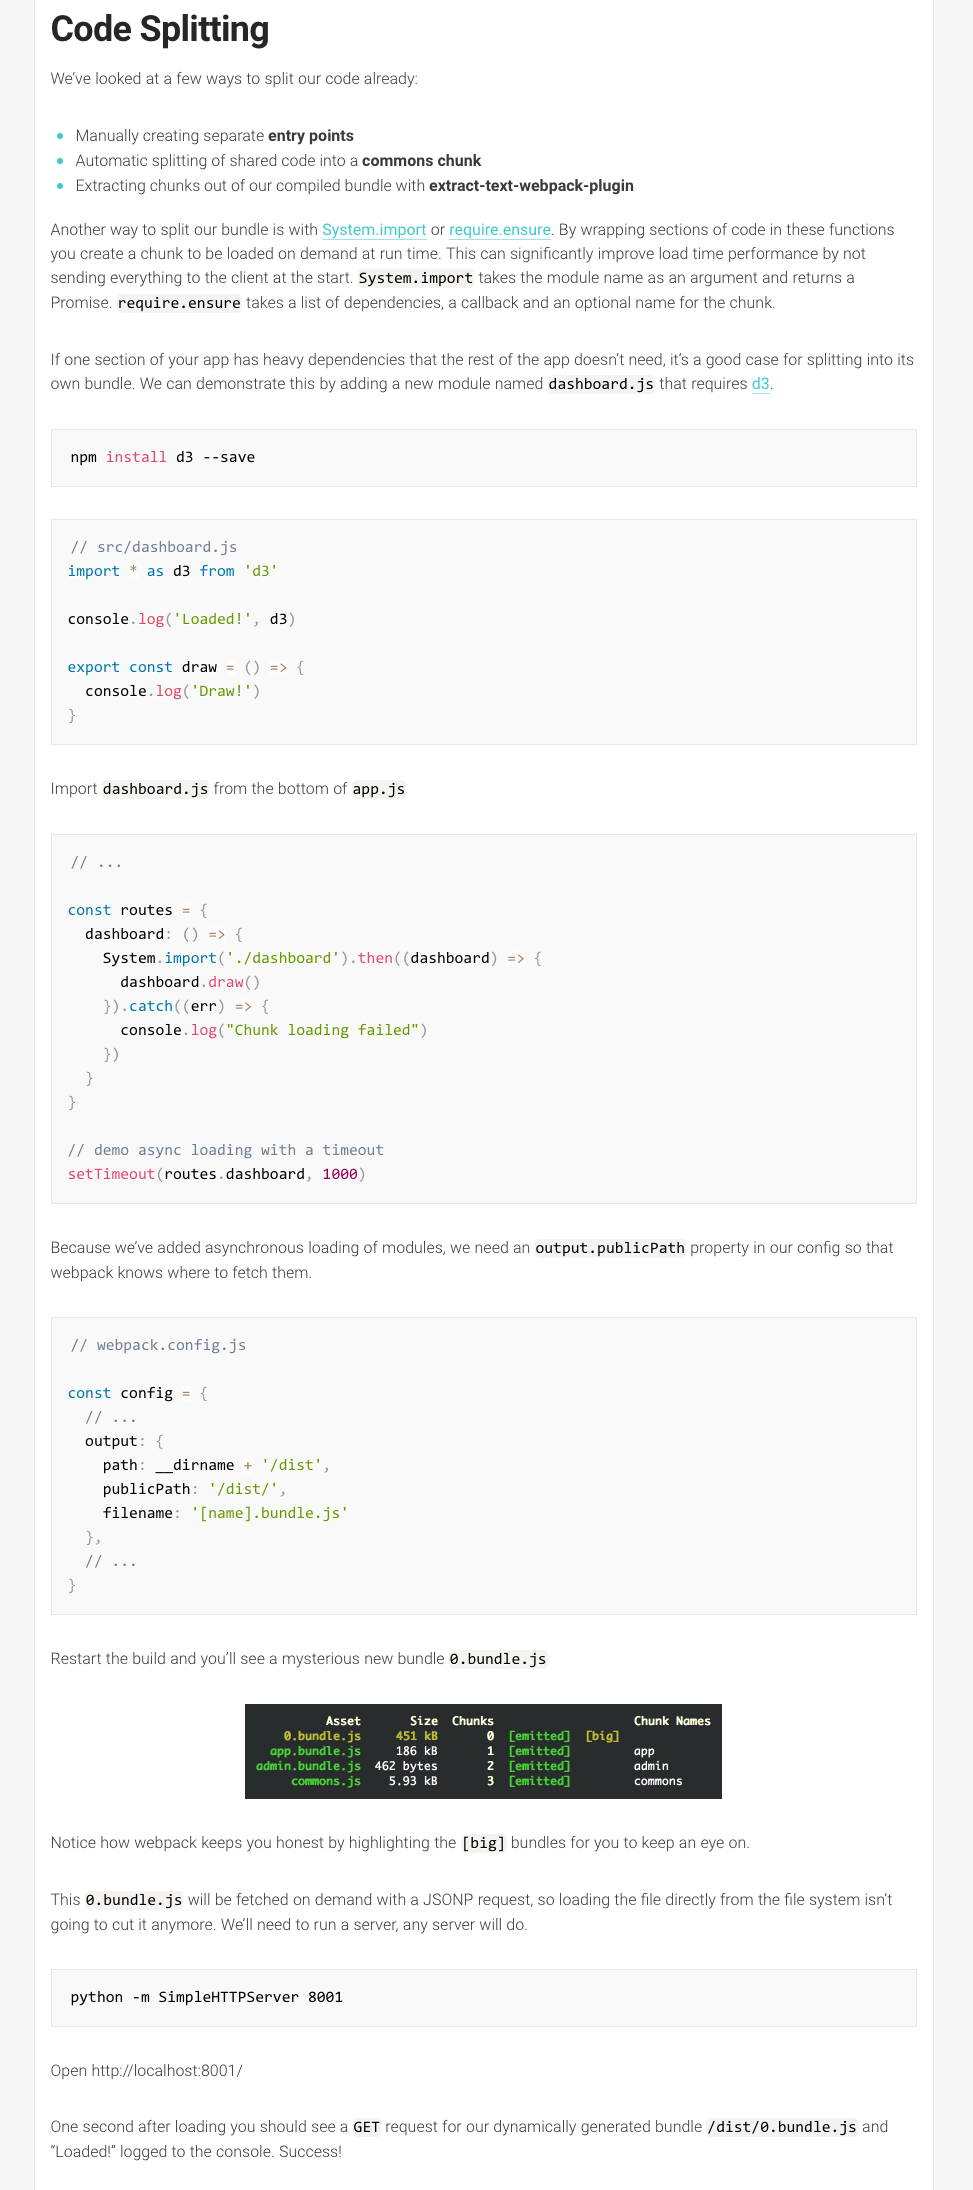 Code Splitting
We’ve looked at a few ways to split our code already:
Manually creating separate entry points
Automatic splitting of shared code into a commons chunk
Extracting chunks out of our compiled bundle with extract-text-webpack-plugin
Another way to split our bundle is with System.import or require.ensure. By wrapping sections of code in these functions
you create a chunk to be loaded on demand at run time. This can significantly improve load time performance by not
sending everything to the client at the start. System.import takes the module name as an argument and returns a
Promise. require.ensure takes a list of dependencies, a callback and an optional name for the chunk.
If one section of your app has heavy dependencies that the rest of the app doesn’t need, it’s a good case for splitting into its
own bundle. We can demonstrate this by adding a new module named dashboard.js that requires d3.
npm install d3 --save
// src/dashboard.js
import * as d3 from 'd3'
console.log('Loaded!', d3)
export const draw = () => {
  console.log('Draw!')
}
Import dashboard.js from the bottom of app.js
// ...
const routes = {
  dashboard: () => {
    System.import('./dashboard').then((dashboard) => {
      dashboard.draw()
    }).catch((err) => {
      console.log("Chunk loading failed")
    })
  }
}
// demo async loading with a timeout
setTimeout(routes.dashboard, 1000)
Because we’ve added asynchronous loading of modules, we need an output.publicPath property in our config so that
webpack knows where to fetch them.
// webpack.config.js
const config = {
  // ...
  output: {
    path: __dirname + '/dist',
    publicPath: '/dist/',
    filename: '[name].bundle.js'
  },
  // ...
}
Restart the build and you’ll see a mysterious new bundle 0.bundle.js
Asset Size Chunks Chunk Names
0.bundle.js 451 kB 0 [emitted] [big]
app.bundle.js 186 kB 1 [emitted] app
admin.bundle.js 462 bytes 2 [emitted] admin
commons.js 5.93 kB 3 [emitted] commons
Notice how webpack keeps you honest by highlighting the [big] bundles for you to keep an eye on.
This 0.bundle.js will be fetched on demand with a JSONP request, so loading the file directly from the file system isn’t
going to cut it anymore. We’ll need to run a server, any server will do.
python -m SimpleHTTPServer 8001
Open http://localhost:8001/
One second after loading you should see a GET request for our dynamically generated bundle /dist/0.bundle.js and
“Loaded!” logged to the console. Success!